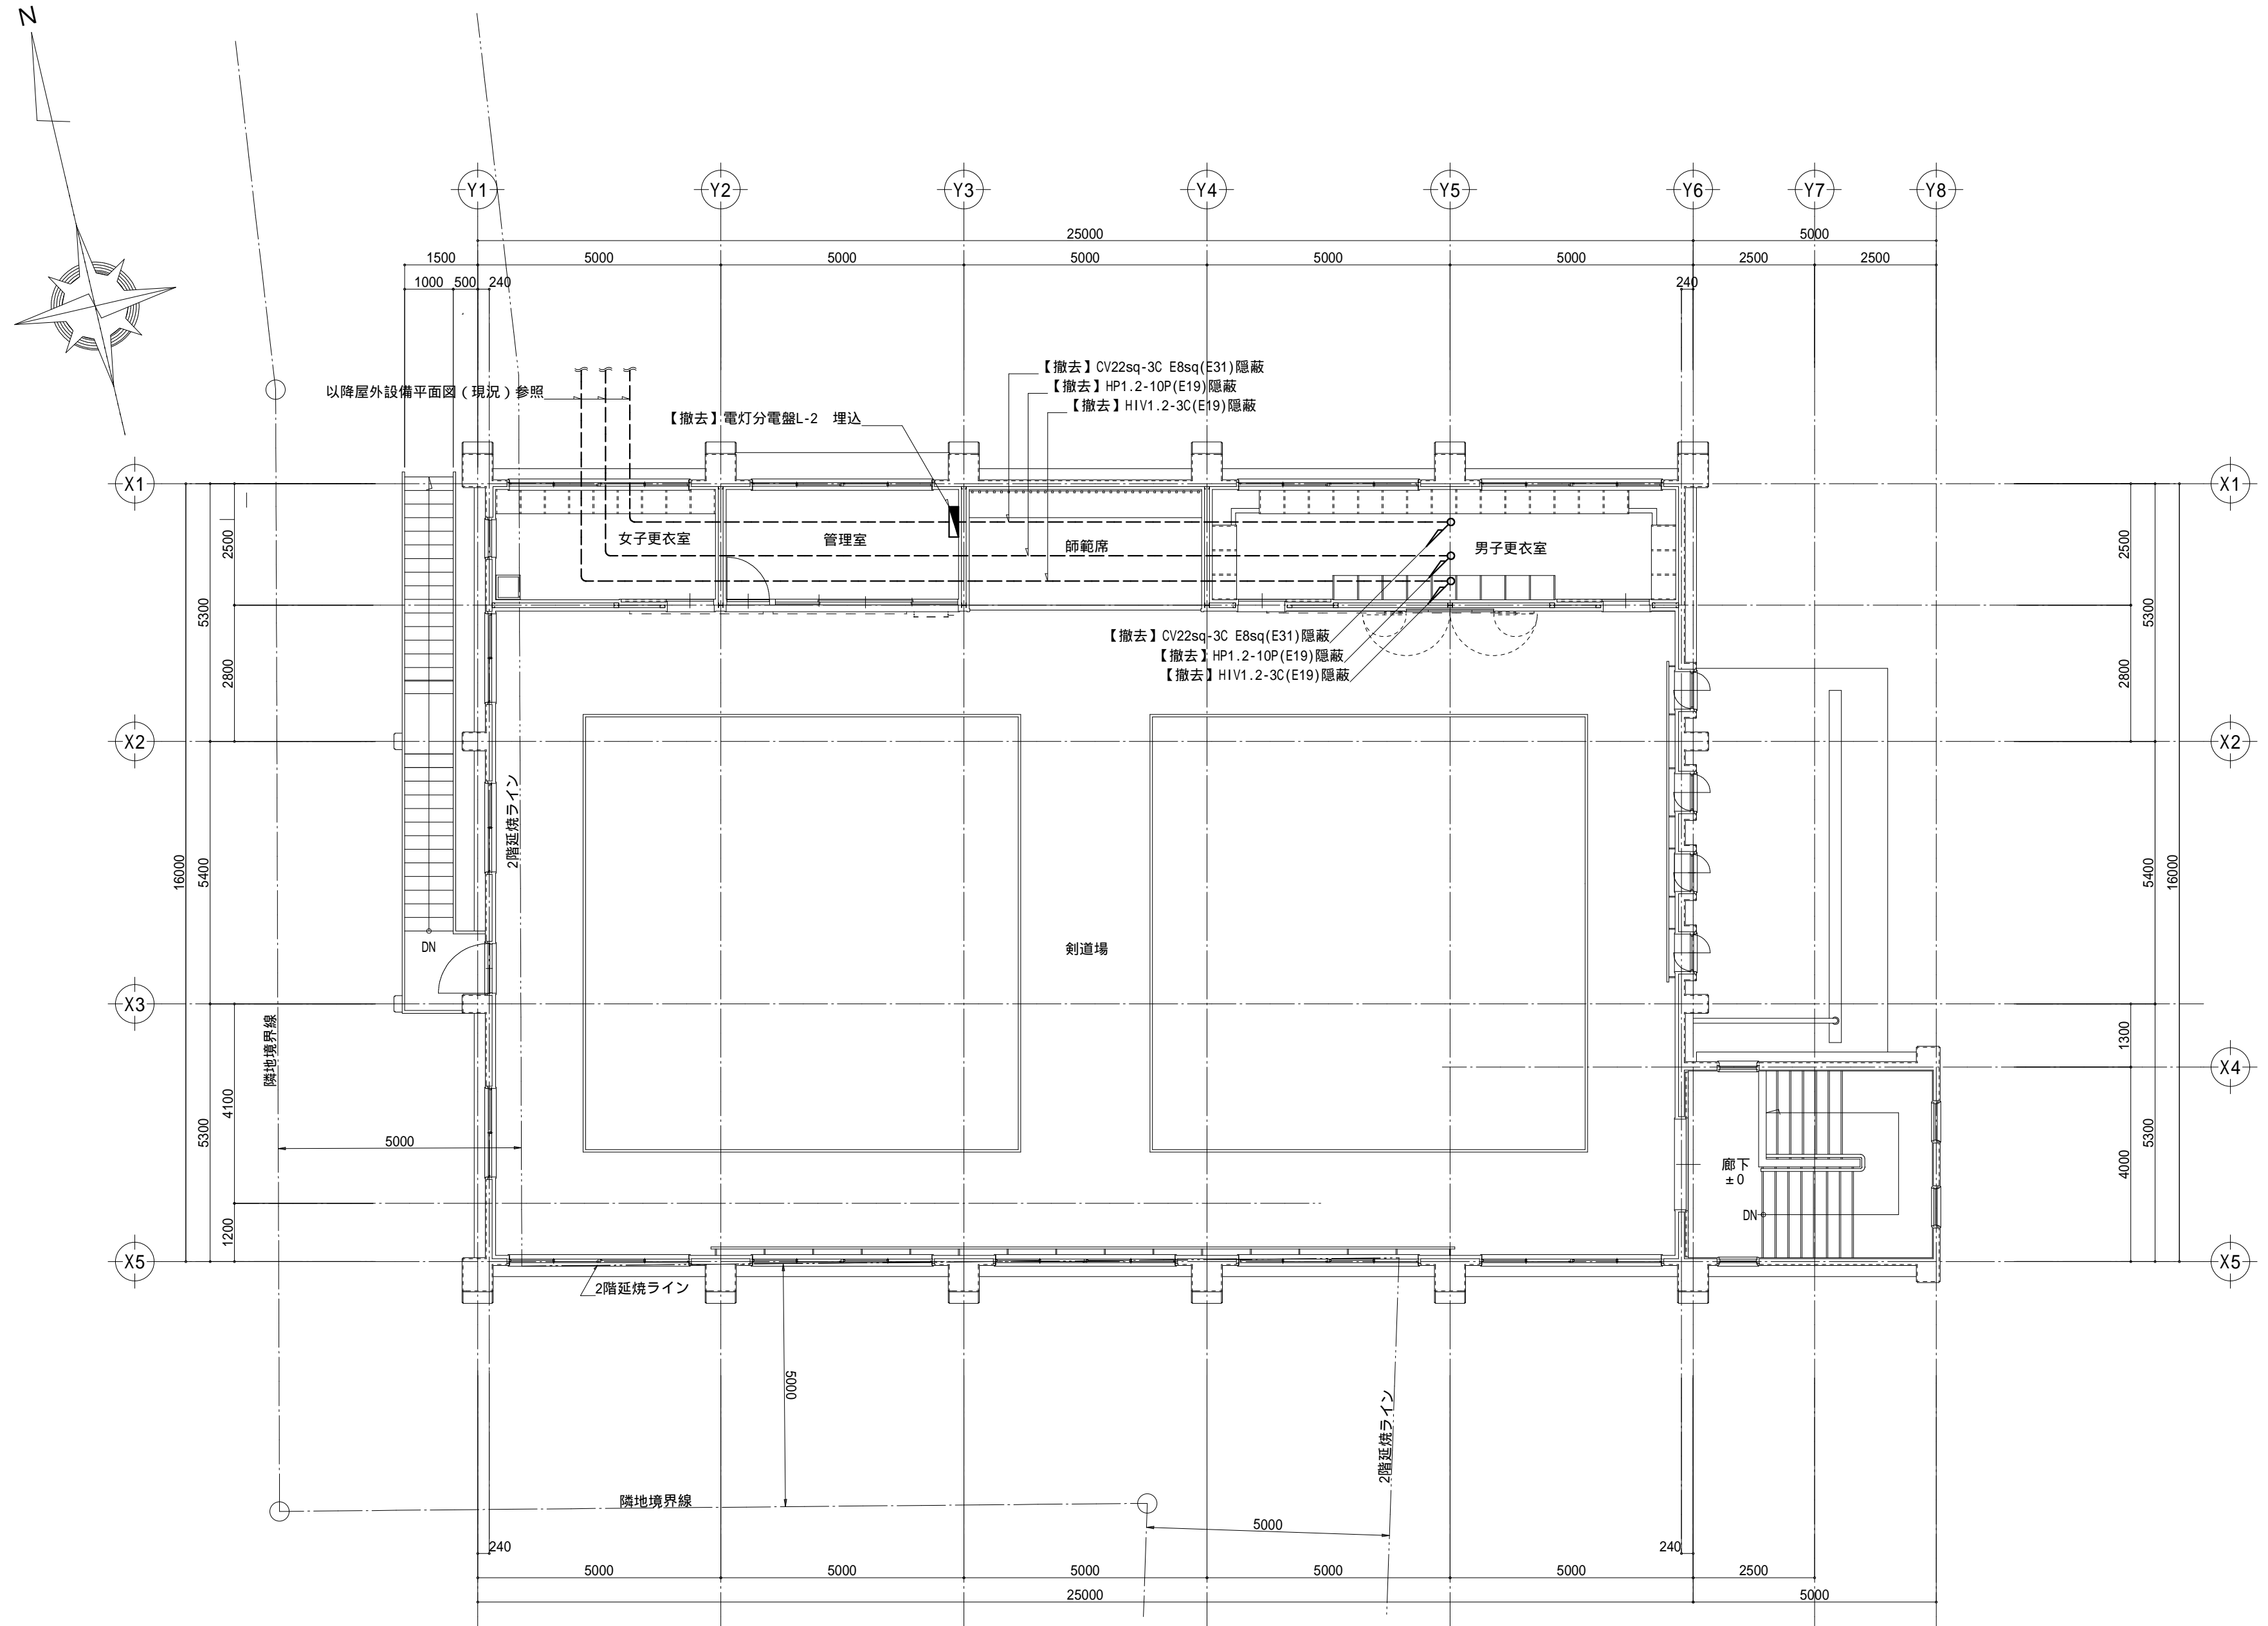 N
Y1
Y2
Y3
Y4
Y5
Y6
Y7
Y8
25000
5000
1500
5000
5000
5000
5000
5000
2500
2500
1000
500
240
240
【撤去】CV22sq-3C E8sq(E31)隠蔽
【撤去】HP1.2-10P(E19)隠蔽
【撤去】HIV1.2-3C(E19)隠蔽
以降屋外設備平面図（現況）参照
【撤去】電灯分電盤L-2　埋込
X1
X1
女子更衣室
管理室
師範席
男子更衣室
2500
2500
5300
5300
【撤去】CV22sq-3C E8sq(E31)隠蔽
【撤去】HP1.2-10P(E19)隠蔽
【撤去】HIV1.2-3C(E19)隠蔽
2800
2800
X2
X2
2階延焼ライン
16000
5400
5400
16000
DN
剣道場
X3
隣地境界線
1300
X4
4100
5300
5300
5000
廊下
±0
4000
DN
1200
X5
X5
2階延焼ライン
5000
2階延焼ライン
隣地境界線
5000
240
240
5000
5000
5000
5000
5000
2500
25000
5000